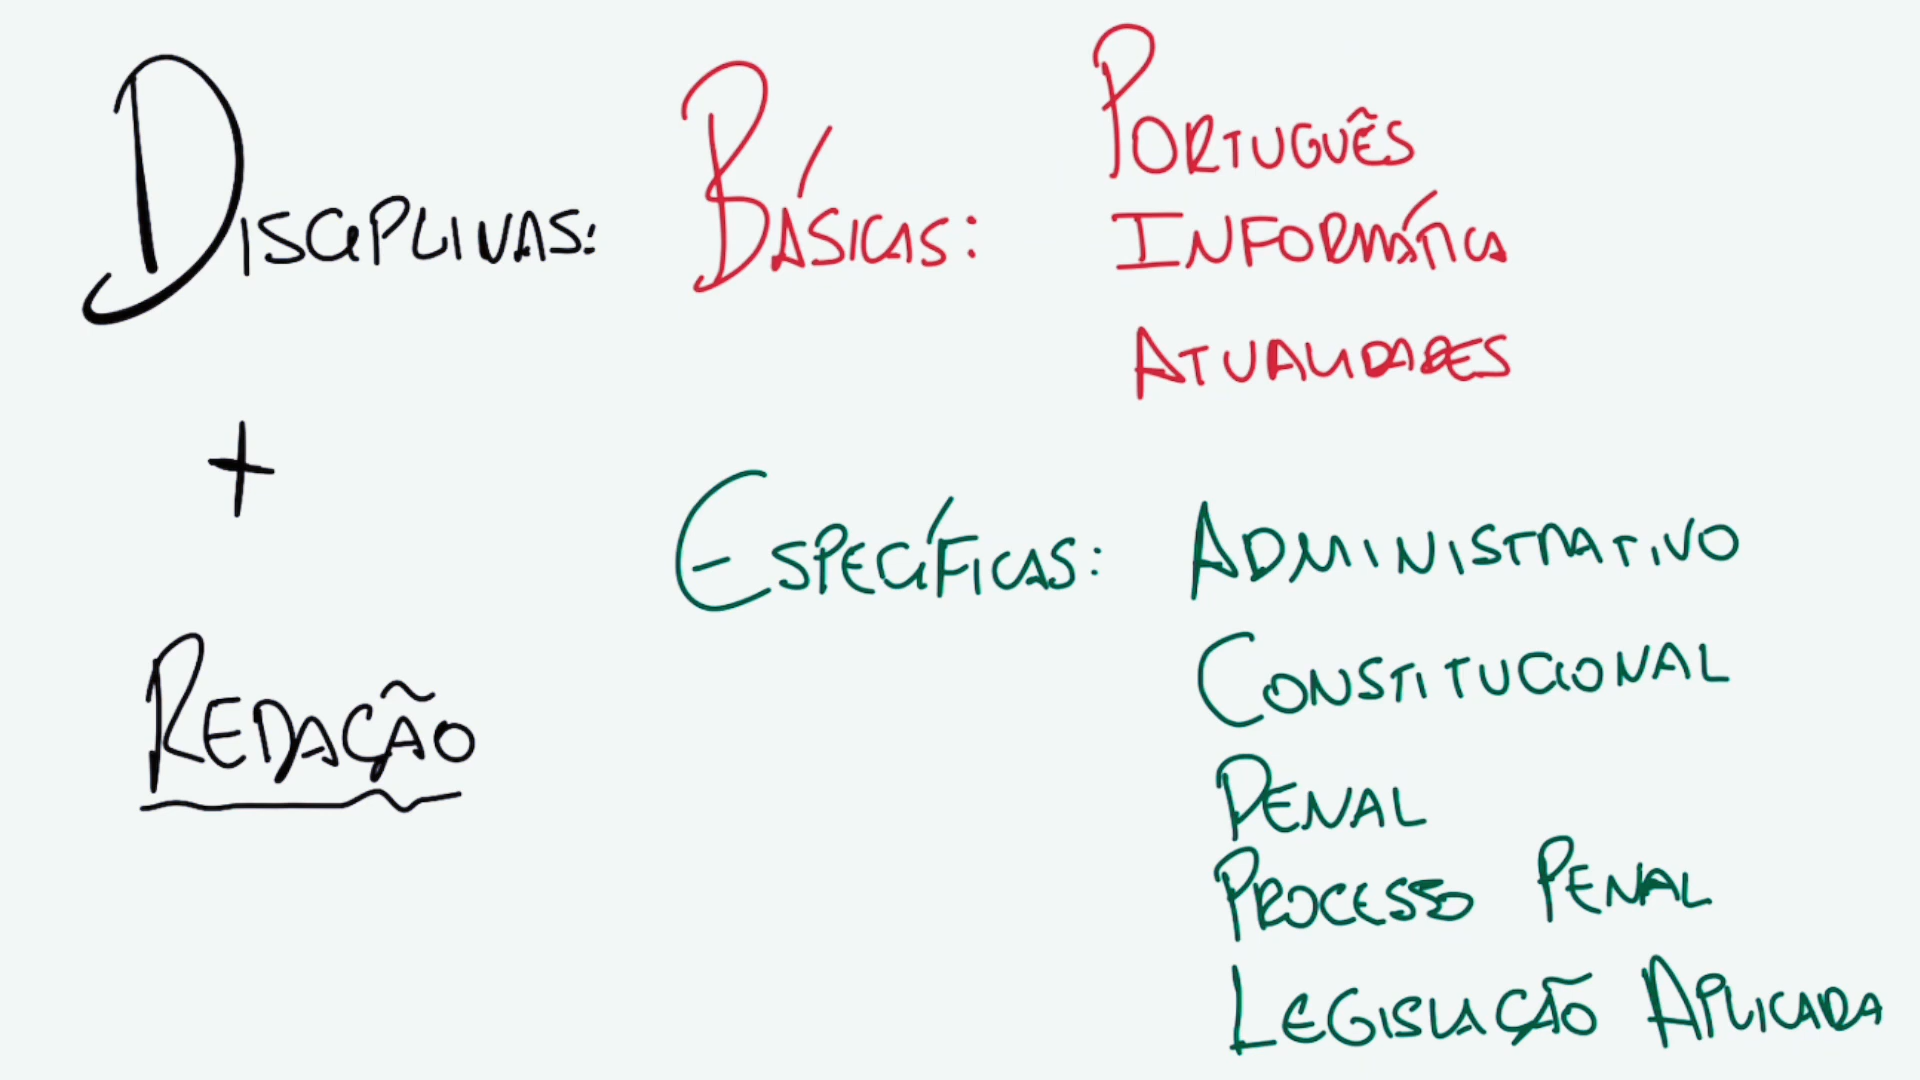 DISCIPLINAS: BÁSICAS: PORTUGUÊS
INFORMÁTICA
ATUALIDADES
+
ESPECÍFICAS: ADMINISTRATIVO
CONSTITUCIONAL
REDAÇÃO
PENAL
PROCESSO PENAL
LEGISLAÇÃO APLICADA